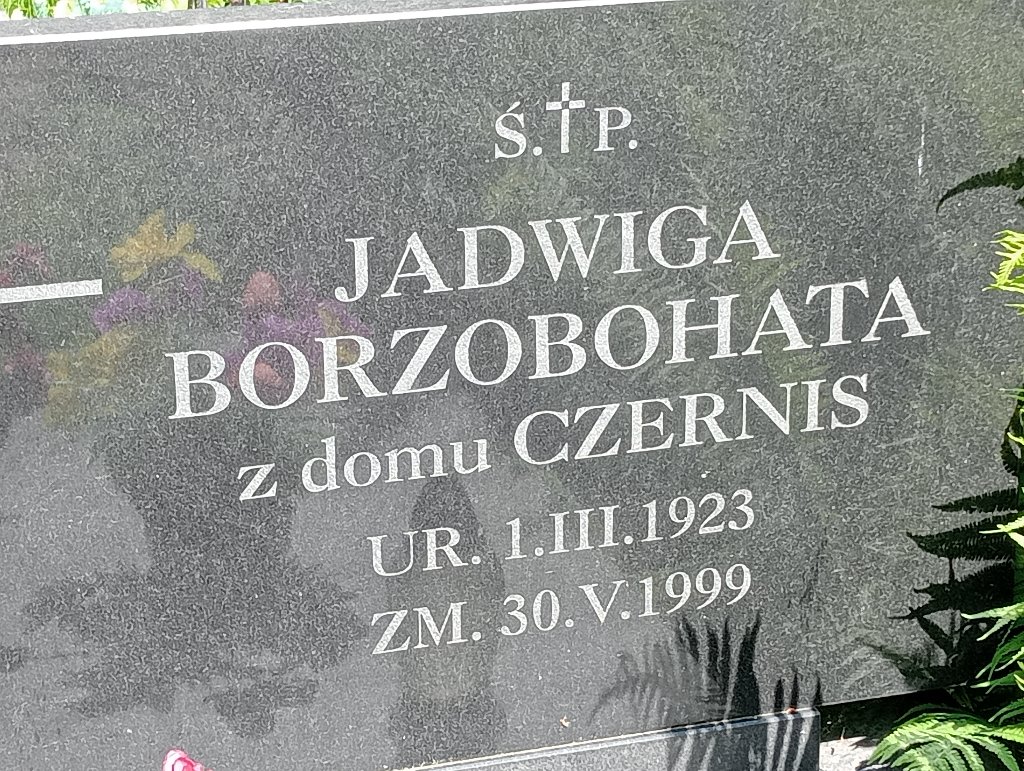 Ś.†P.
JADWIGA
BORZOBOHATA
z domu CZERNIS
UR. 1.III.1923
ZM. 30.V.1999